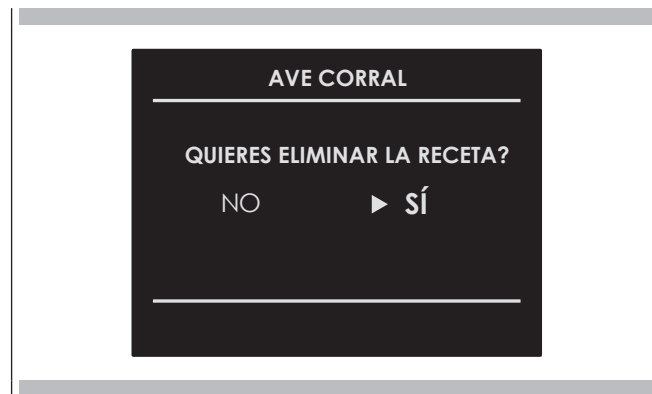 AVE CORRAL
QUIERES ELIMINAR LA RECETA?
NO ▶ SÍ